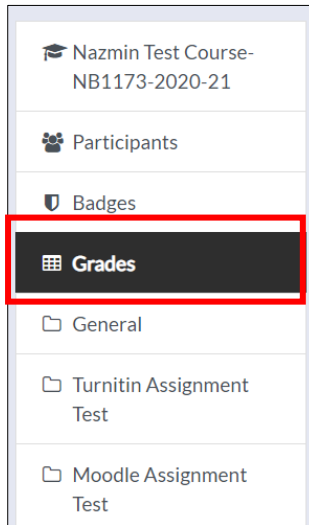 Nazmin Test Course-
NB1173-2020-21
Participants
Badges
Grades
General
Turnitin Assignment
Test
Moodle Assignment
Test